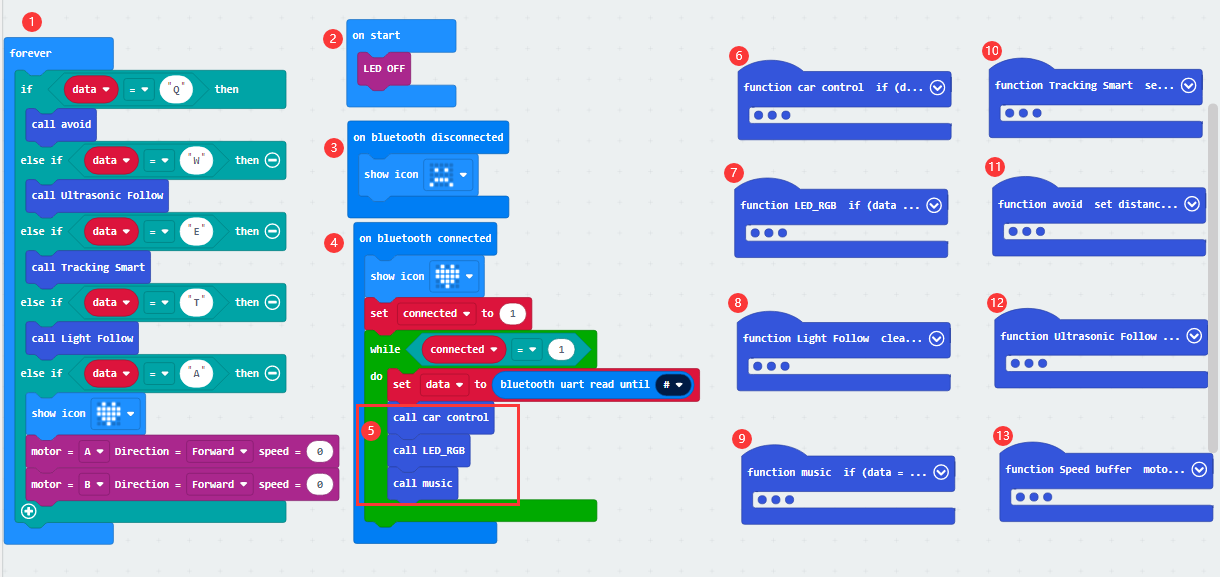 1
forever
if data = "Q" then
call avoid
else if data = "W" then
call Ultrasonic Follow
else if data = "E" then
call Tracking Smart
else if data = "T" then
call Light Follow
else if data = "A" then
show icon
motor = A Direction = Forward speed = 0
motor = B Direction = Forward speed = 0
2
on start
LED OFF
3
on bluetooth disconnected
show icon
4
on bluetooth connected
show icon
set connected to 1
while connected = 1
do set data to bluetooth uart read until #
5
call car control
call LED_RGB
call music
6
function car control if (d...
7
function LED_RGB if (data ...
8
function Light Follow clea...
9
function music if (data = ...
10
function Tracking Smart se...
11
function avoid set distanc...
12
function Ultrasonic Follow ...
13
function Speed buffer moto...